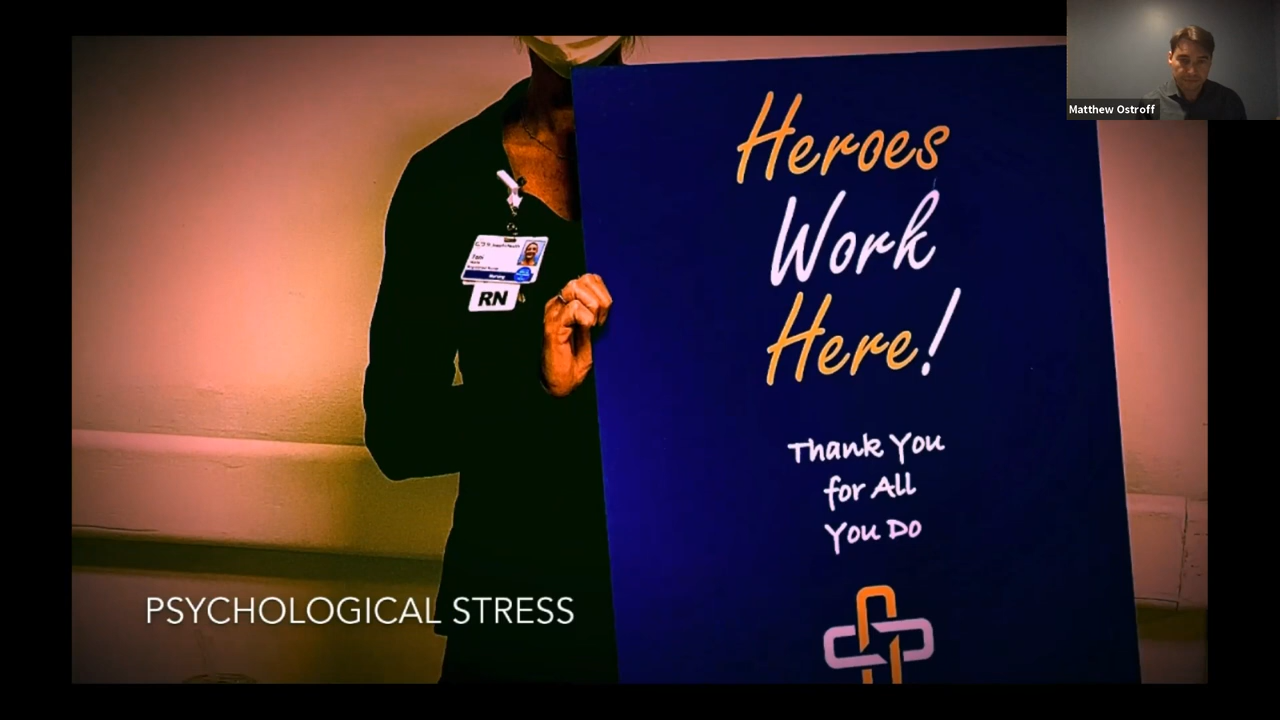 Matthew Ostroff
Heroes
Work
Here!
Thank You
for All
You Do
RN
PSYCHOLOGICAL STRESS